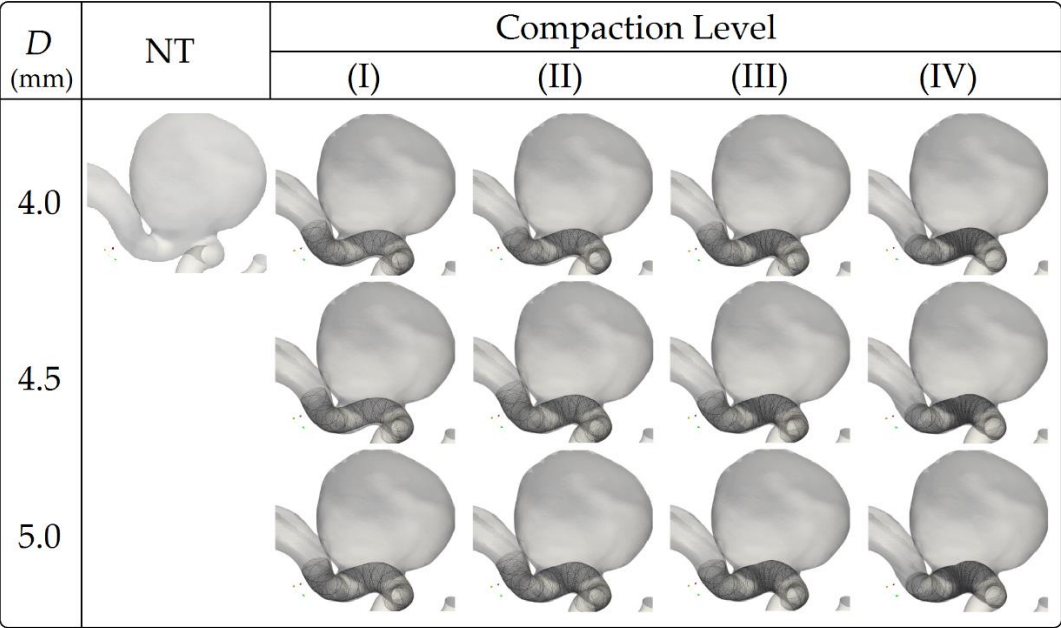 D
(mm)
NT
Compaction Level
(I)
(II)
(III)
(IV)
4.0
4.5
5.0